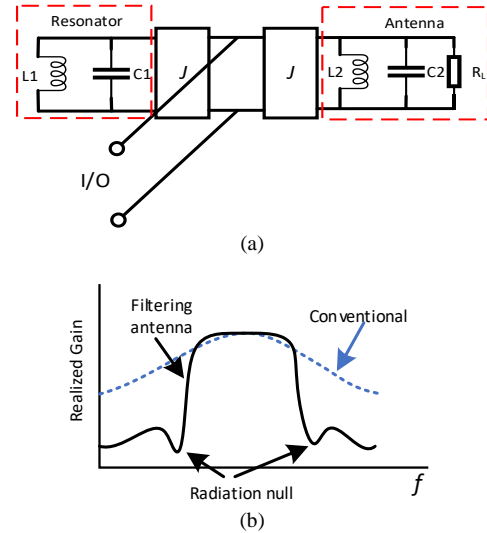 Resonator
Antenna
L1
C1
J
J
L2
C2
RL
I/O
(a)
Realized Gain
Filtering
antenna
Conventional
Radiation null
f
(b)